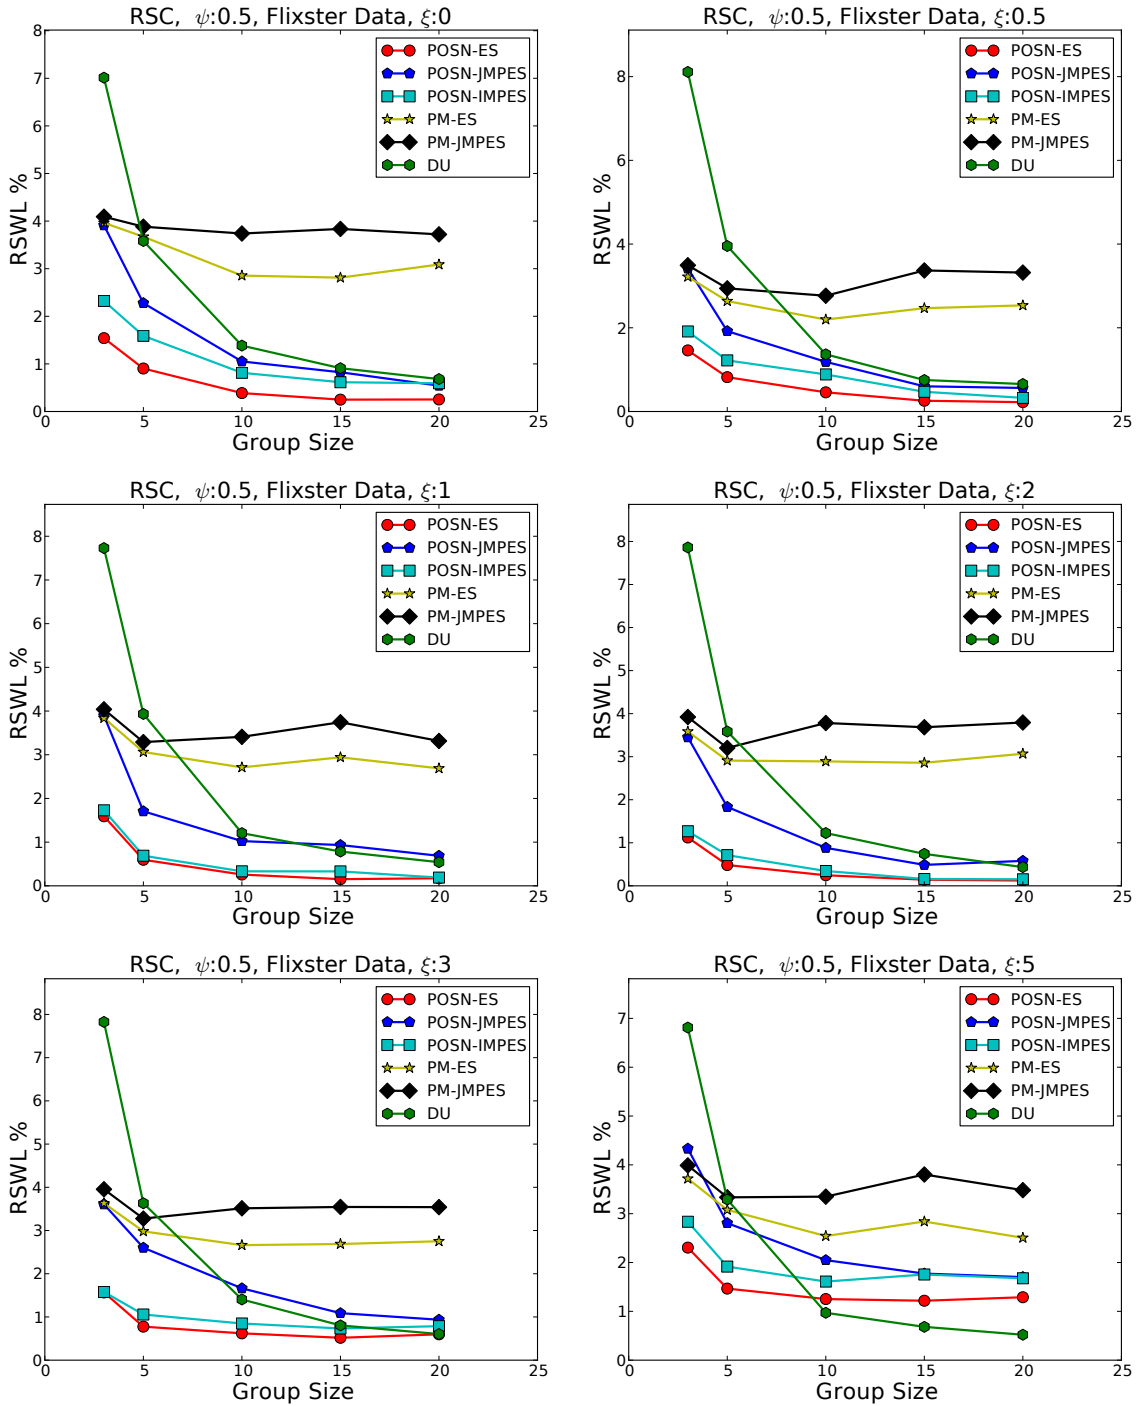 RSC, ψ:0.5, Flixster Data, ξ:0
RSWL %
8
7
6
5
4
3
2
1
0
POSN-ES
POSN-JMPES
POSN-IMPES
PM-ES
PM-JMPES
DU
0 5 10 15 20 25
Group Size
RSC, ψ:0.5, Flixster Data, ξ:0.5
RSWL %
8
6
4
2
0
POSN-ES
POSN-JMPES
POSN-IMPES
PM-ES
PM-JMPES
DU
0 5 10 15 20 25
Group Size
RSC, ψ:0.5, Flixster Data, ξ:1
RSWL %
8
7
6
5
4
3
2
1
0
POSN-ES
POSN-JMPES
POSN-IMPES
PM-ES
PM-JMPES
DU
0 5 10 15 20 25
Group Size
RSC, ψ:0.5, Flixster Data, ξ:2
RSWL %
8
7
6
5
4
3
2
1
0
POSN-ES
POSN-JMPES
POSN-IMPES
PM-ES
PM-JMPES
DU
0 5 10 15 20 25
Group Size
RSC, ψ:0.5, Flixster Data, ξ:3
RSWL %
8
7
6
5
4
3
2
1
0
POSN-ES
POSN-JMPES
POSN-IMPES
PM-ES
PM-JMPES
DU
0 5 10 15 20 25
Group Size
RSC, ψ:0.5, Flixster Data, ξ:5
RSWL %
7
6
5
4
3
2
1
0
POSN-ES
POSN-JMPES
POSN-IMPES
PM-ES
PM-JMPES
DU
0 5 10 15 20 25
Group Size